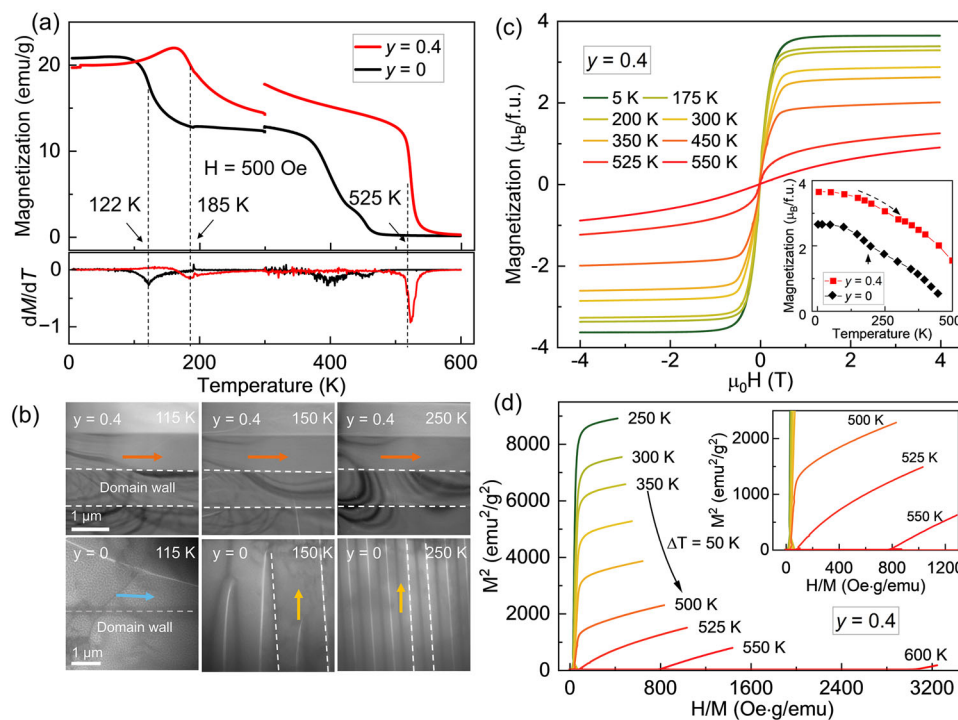 (a)
Magnetization (emu/g)
20
10
0
y = 0.4
y = 0
H = 500 Oe
122 K
185 K
525 K
dM/dT
0
−1
0 200 400 600
Temperature (K)
(b)
y = 0.4 115 K
Domain wall
1 µm
y = 0.4 150 K
y = 0.4 250 K
y = 0 115 K
Domain wall
1 µm
y = 0 150 K
y = 0 250 K
(c)
Magnetization (µB/f.u.)
4
2
0
−2
−4
y = 0.4
5 K 175 K
200 K 300 K
350 K 450 K
525 K 550 K
−4 −2 0 2 4
µ0H (T)
Magnetization (µB/f.u.)
4
2
0
y = 0.4
y = 0
0 250 500
Temperature (K)
(d)
M² (emu²/g²)
8000
6000
4000
2000
0
250 K
300 K
350 K
ΔT = 50 K
500 K
525 K
550 K
600 K
y = 0.4
0 800 1600 2400 3200
H/M (Oe·g/emu)
M² (emu²/g²)
2000
1000
0
500 K
525 K
550 K
0 400 800 1200
H/M (Oe·g/emu)